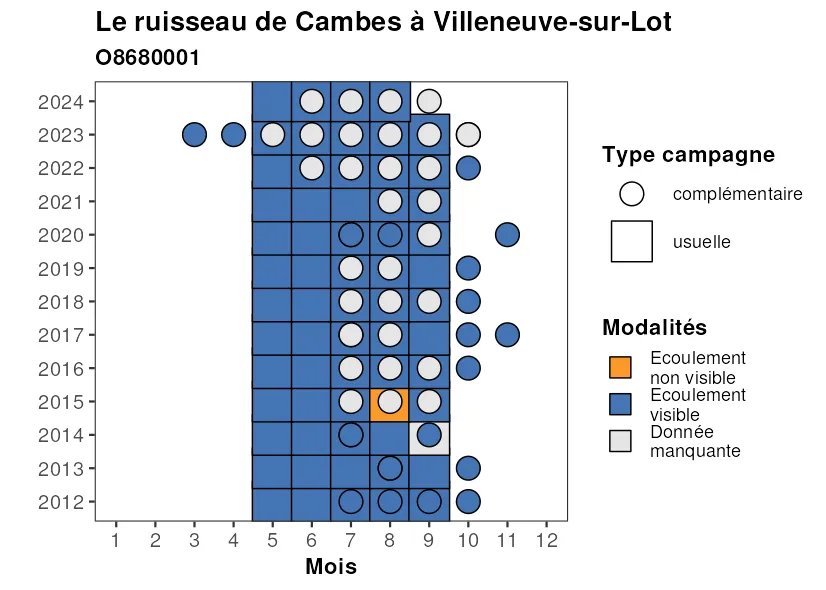 Le ruisseau de Cambes à Villeneuve-sur-Lot
O8680001
2024
2023
2022
2021
2020
2019
2018
2017
2016
2015
2014
2013
2012
1 2 3 4 5 6 7 8 9 10 11 12
Mois
Type campagne
complémentaire
usuelle
Modalités
Ecoulement
non visible
Ecoulement
visible
Donnée
manquante